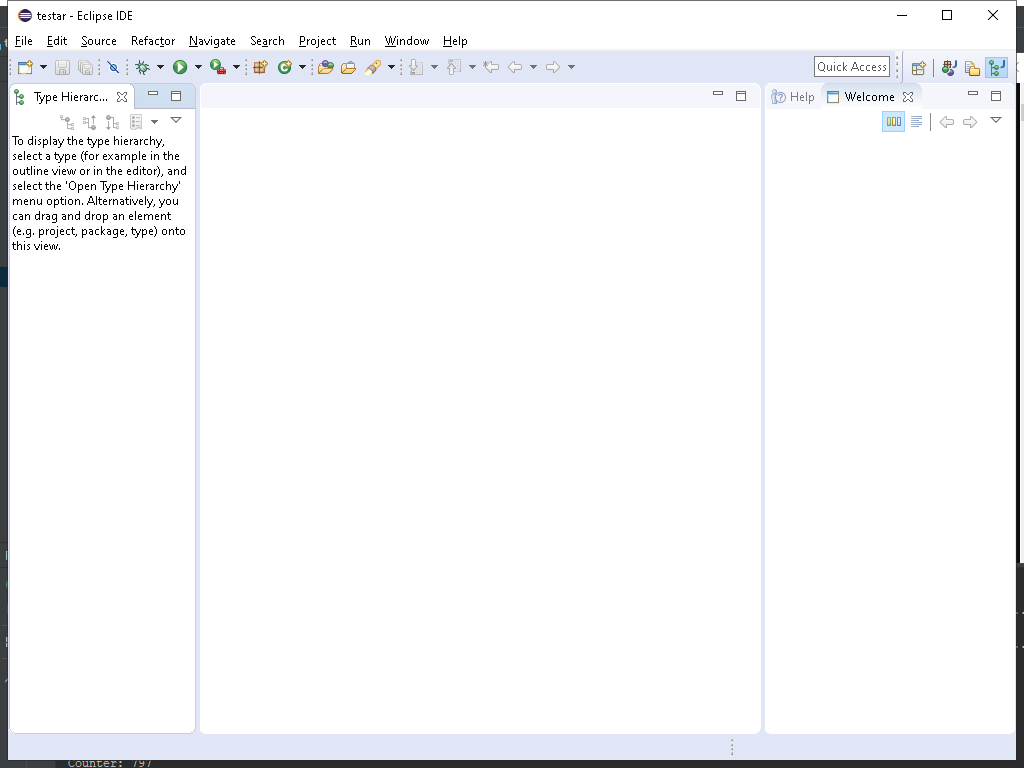 testar - Eclipse IDE
File Edit Source Refactor Navigate Search Project Run Window Help
Quick Access
Type Hierarc...
Help Welcome
To display the type hierarchy,
select a type (for example in the
outline view or in the editor), and
select the 'Open Type Hierarchy'
menu option. Alternatively, you
can drag and drop an element
(e.g. project, package, type) onto
this view.
Counter: 797